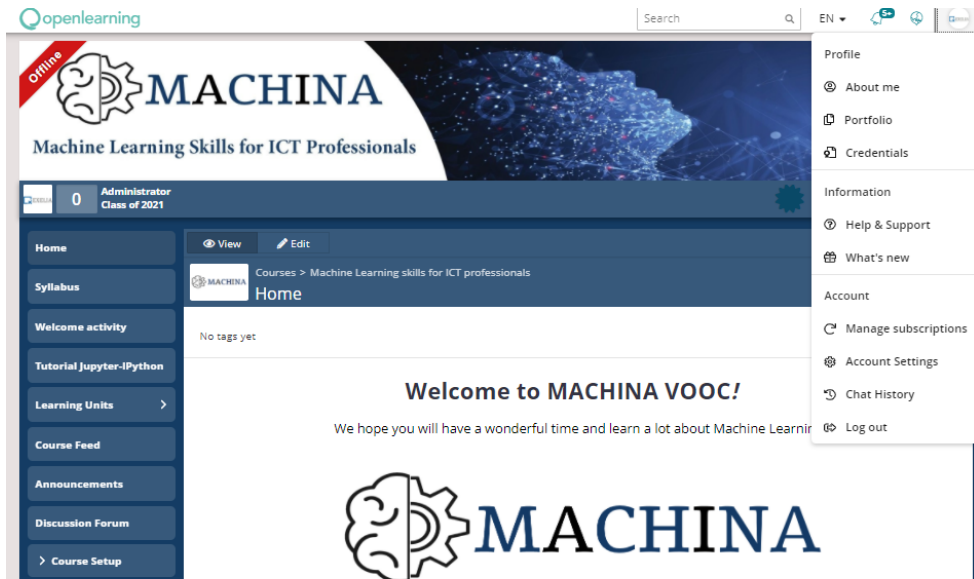 openlearning
Search
EN
5+
Offline
MACHINA
Machine Learning Skills for ICT Professionals
0
Administrator
Class of 2021
Home
Syllabus
Welcome activity
Tutorial Jupyter-IPython
Learning Units
Course Feed
Announcements
Discussion Forum
Course Setup
View
Edit
MACHINA
Courses > Machine Learning skills for ICT professionals
Home
No tags yet
Welcome to MACHINA VOOC!
We hope you will have a wonderful time and learn a lot about Machine
MACHINA
Profile
About me
Portfolio
Credentials
Information
Help & Support
What's new
Account
Manage subscriptions
Account Settings
Chat History
Log out